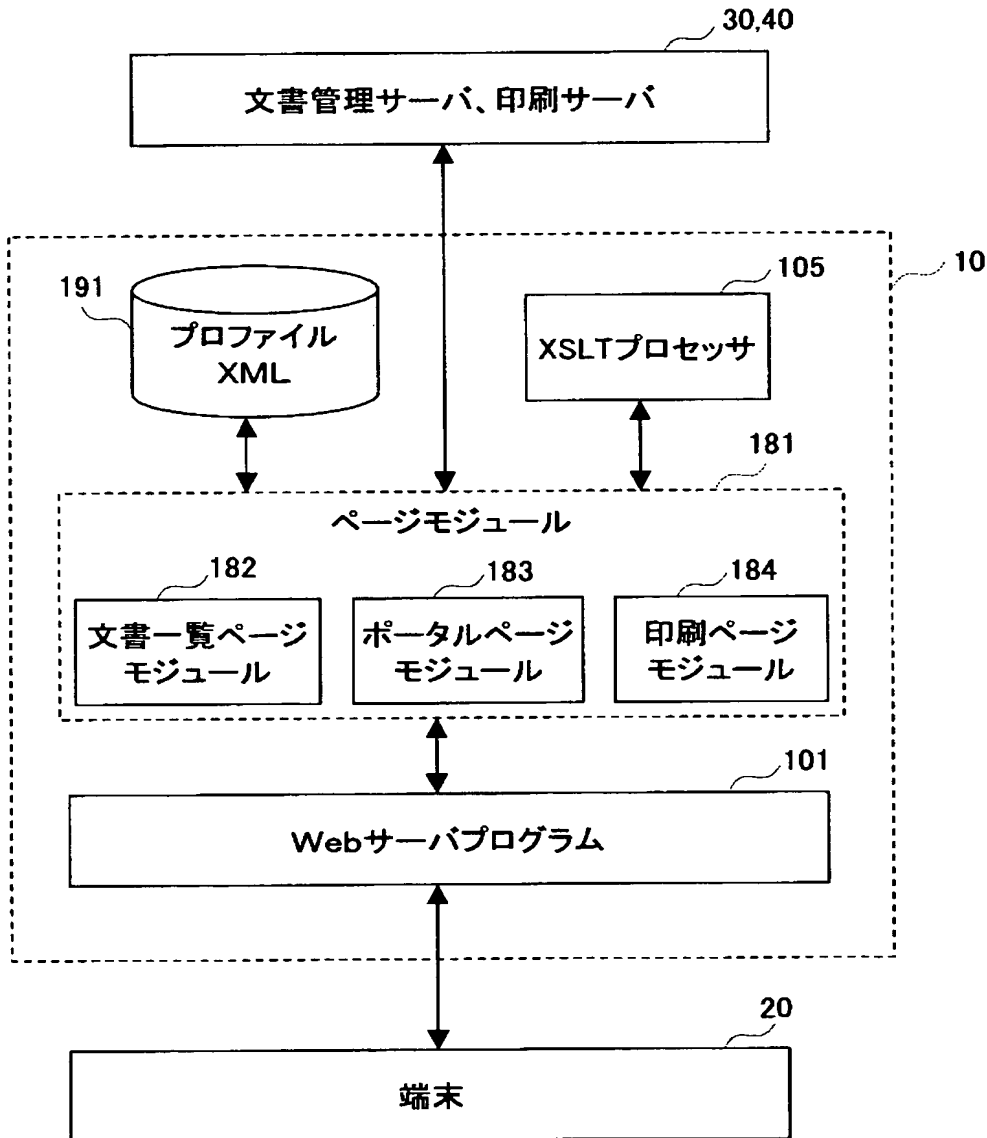 30,40
文書管理サーバ、印刷サーバ
10
191
プロファイル
XML
105
XSLTプロセッサ
181
ページモジュール
182
文書一覧ページ
モジュール
183
ポータルページ
モジュール
184
印刷ページ
モジュール
101
Webサーバプログラム
20
端末